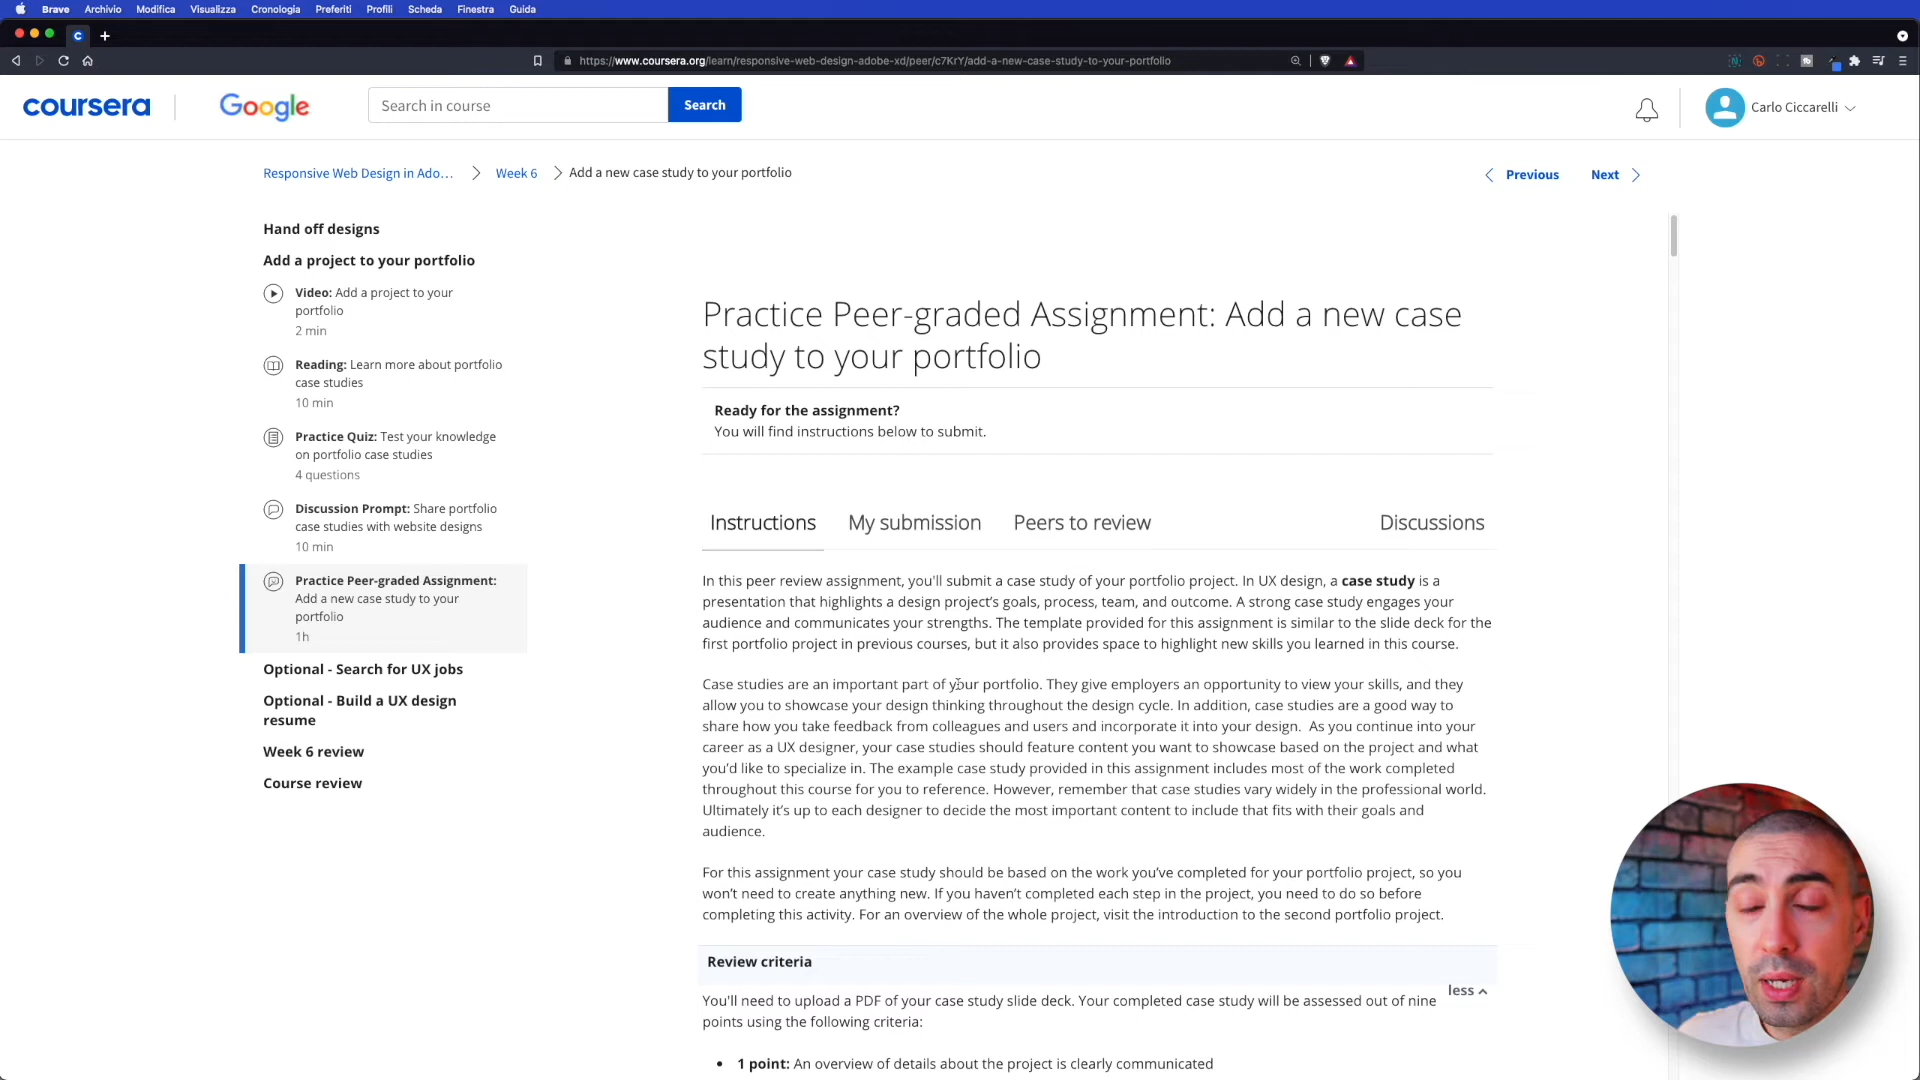 Brave Archivio Modifica Visualizza Cronologia Preferiti Profili Scheda Finestra Guida
https://www.coursera.org/learn/responsive-web-design-adobe-xd/peer/c7KrY/add-a-new-case-study-to-your-portfolio
coursera
Google
Search in course
Search
Carlo Ciccarelli
Responsive Web Design in Ado...
Week 6
Add a new case study to your portfolio
Previous
Next
Hand off designs
Add a project to your portfolio
Video: Add a project to your
portfolio
2 min
Reading: Learn more about portfolio
case studies
10 min
Practice Quiz: Test your knowledge
on portfolio case studies
4 questions
Discussion Prompt: Share portfolio
case studies with website designs
10 min
Practice Peer-graded Assignment:
Add a new case study to your
portfolio
1h
Optional - Search for UX jobs
Optional - Build a UX design
resume
Week 6 review
Course review
Practice Peer-graded Assignment: Add a new case
study to your portfolio
Ready for the assignment?
You will find instructions below to submit.
Instructions
My submission
Peers to review
Discussions
In this peer review assignment, you'll submit a case study of your portfolio project. In UX design, a case study is a
presentation that highlights a design project's goals, process, team, and outcome. A strong case study engages your
audience and communicates your strengths. The template provided for this assignment is similar to the slide deck for the
first portfolio project in previous courses, but it also provides space to highlight new skills you learned in this course.
Case studies are an important part of your portfolio. They give employers an opportunity to view your skills, and they
allow you to showcase your design thinking throughout the design cycle. In addition, case studies are a good way to
share how you take feedback from colleagues and users and incorporate it into your design. As you continue into your
career as a UX designer, your case studies should feature content you want to showcase based on the project and what
you'd like to specialize in. The example case study provided in this assignment includes most of the work completed
throughout this course for you to reference. However, remember that case studies vary widely in the professional world.
Ultimately it's up to each designer to decide the most important content to include that fits with their goals and
audience.
For this assignment your case study should be based on the work you've completed for your portfolio project, so you
won't need to create anything new. If you haven't completed each step in the project, you need to do so before
completing this activity. For an overview of the whole project, visit the introduction to the second portfolio project.
Review criteria
less
You'll need to upload a PDF of your case study slide deck. Your completed case study will be assessed out of nine
points using the following criteria:
• 1 point: An overview of details about the project is clearly communicated